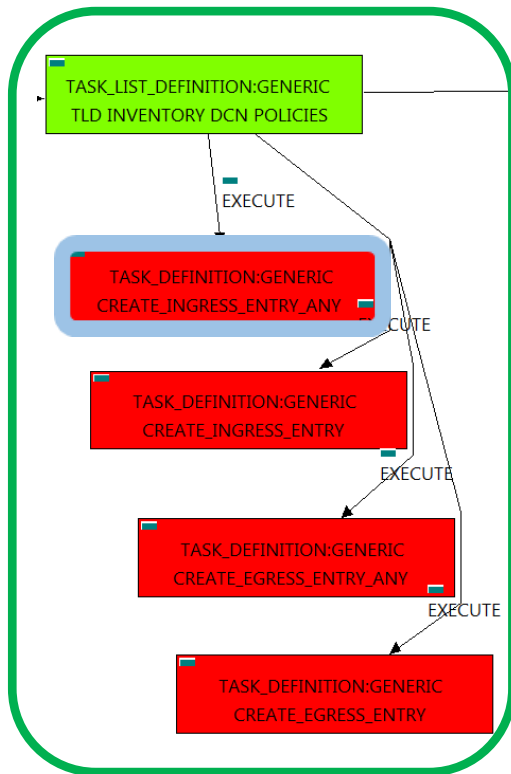 TASK_LIST_DEFINITION:GENERIC
TLD INVENTORY DCN POLICIES
EXECUTE
TASK_DEFINITION:GENERIC
CREATE_INGRESS_ENTRY_ANY
EXECUTE
TASK_DEFINITION:GENERIC
CREATE_INGRESS_ENTRY
EXECUTE
TASK_DEFINITION:GENERIC
CREATE_EGRESS_ENTRY_ANY
EXECUTE
TASK_DEFINITION:GENERIC
CREATE_EGRESS_ENTRY